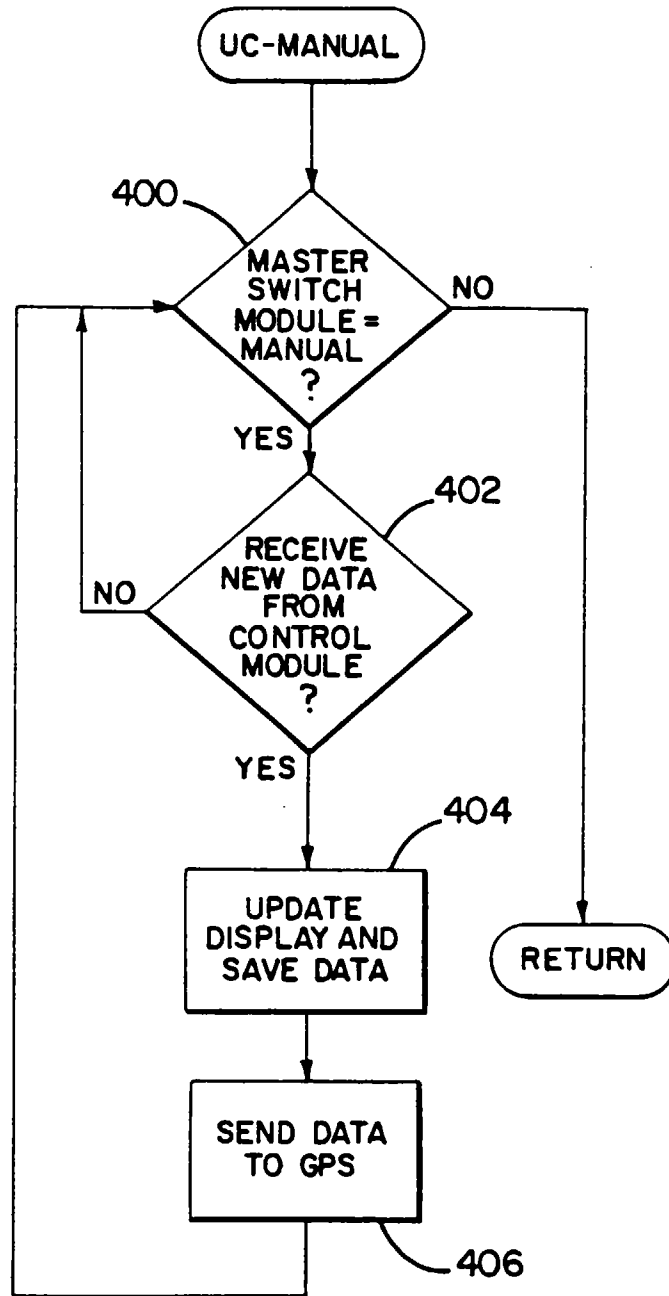 UC-MANUAL
400
MASTER
SWITCH
MODULE =
MANUAL
?
NO
YES
402
RECEIVE
NEW DATA
FROM
CONTROL
MODULE
?
NO
YES
404
UPDATE
DISPLAY AND
SAVE DATA
RETURN
SEND DATA
TO GPS
406